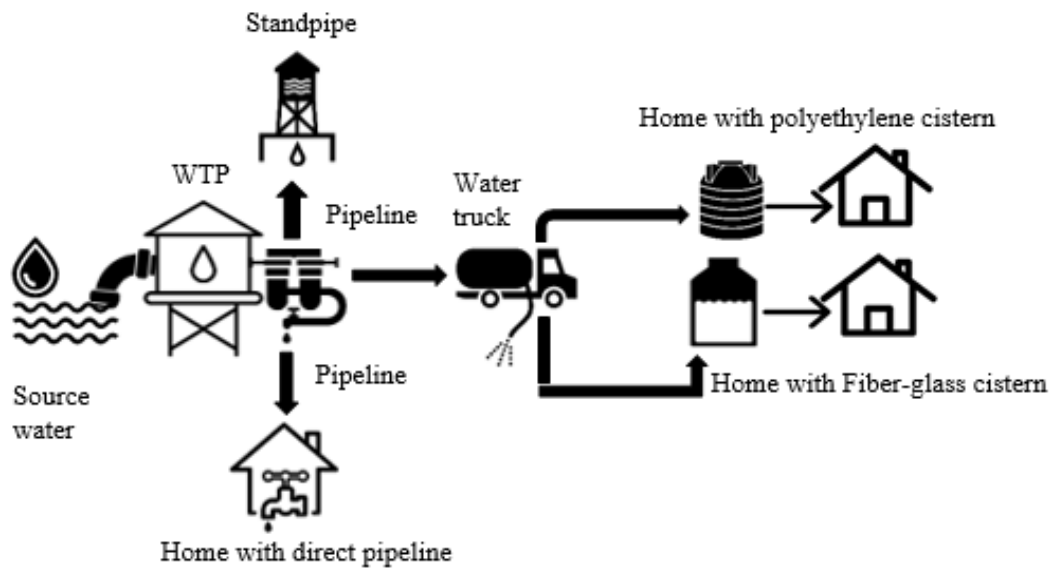 Standpipe
Home with polyethylene cistern
WTP
Water
truck
Pipeline
Pipeline
Home with Fiber-glass cistern
Source
water
Home with direct pipeline